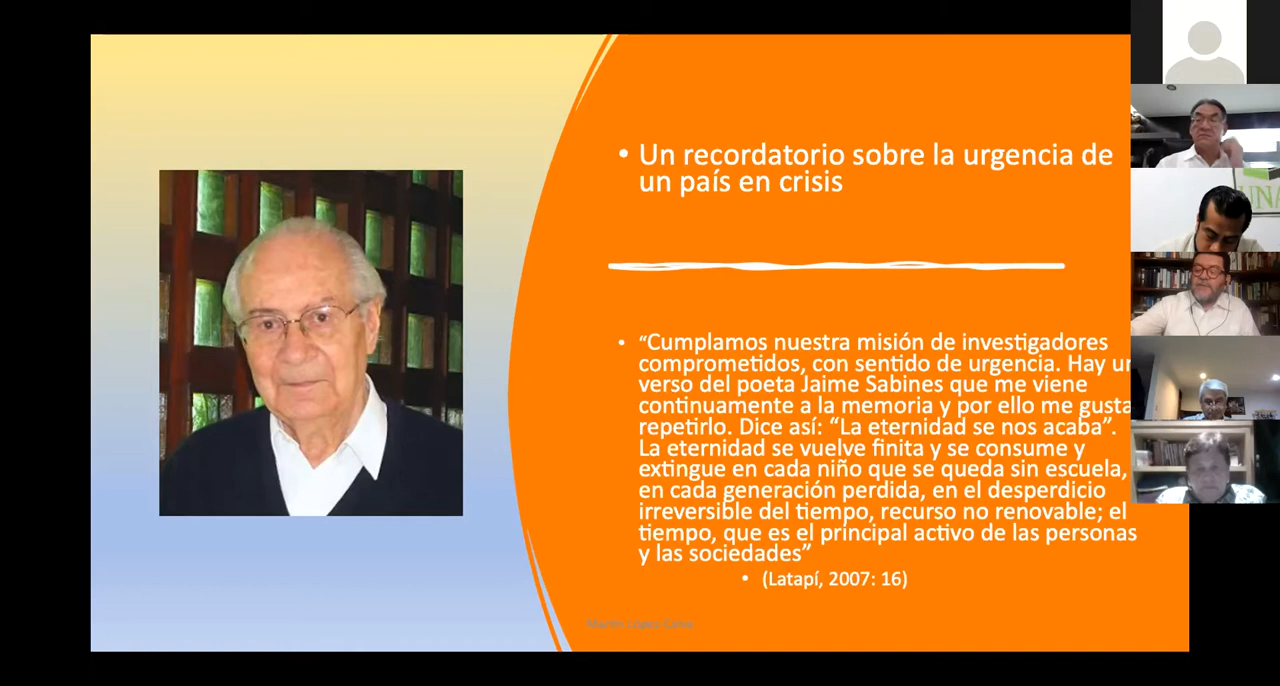 • Un recordatorio sobre la urgencia de
un país en crisis
• “Cumplamos nuestra misión de investigadores
comprometidos, con sentido de urgencia. Hay un
verso del poeta Jaime Sabines que me viene
continuamente a la memoria y por ello me gusta
repetirlo. Dice así: “La eternidad se nos acaba”.
La eternidad se vuelve finita y se consume y
extingue en cada niño que se queda sin escuela,
en cada generación perdida, en el desperdicio
irreversible del tiempo, recurso no renovable; el
tiempo, que es el principal activo de las personas
y las sociedades”
• (Latapí, 2007: 16)
UNA